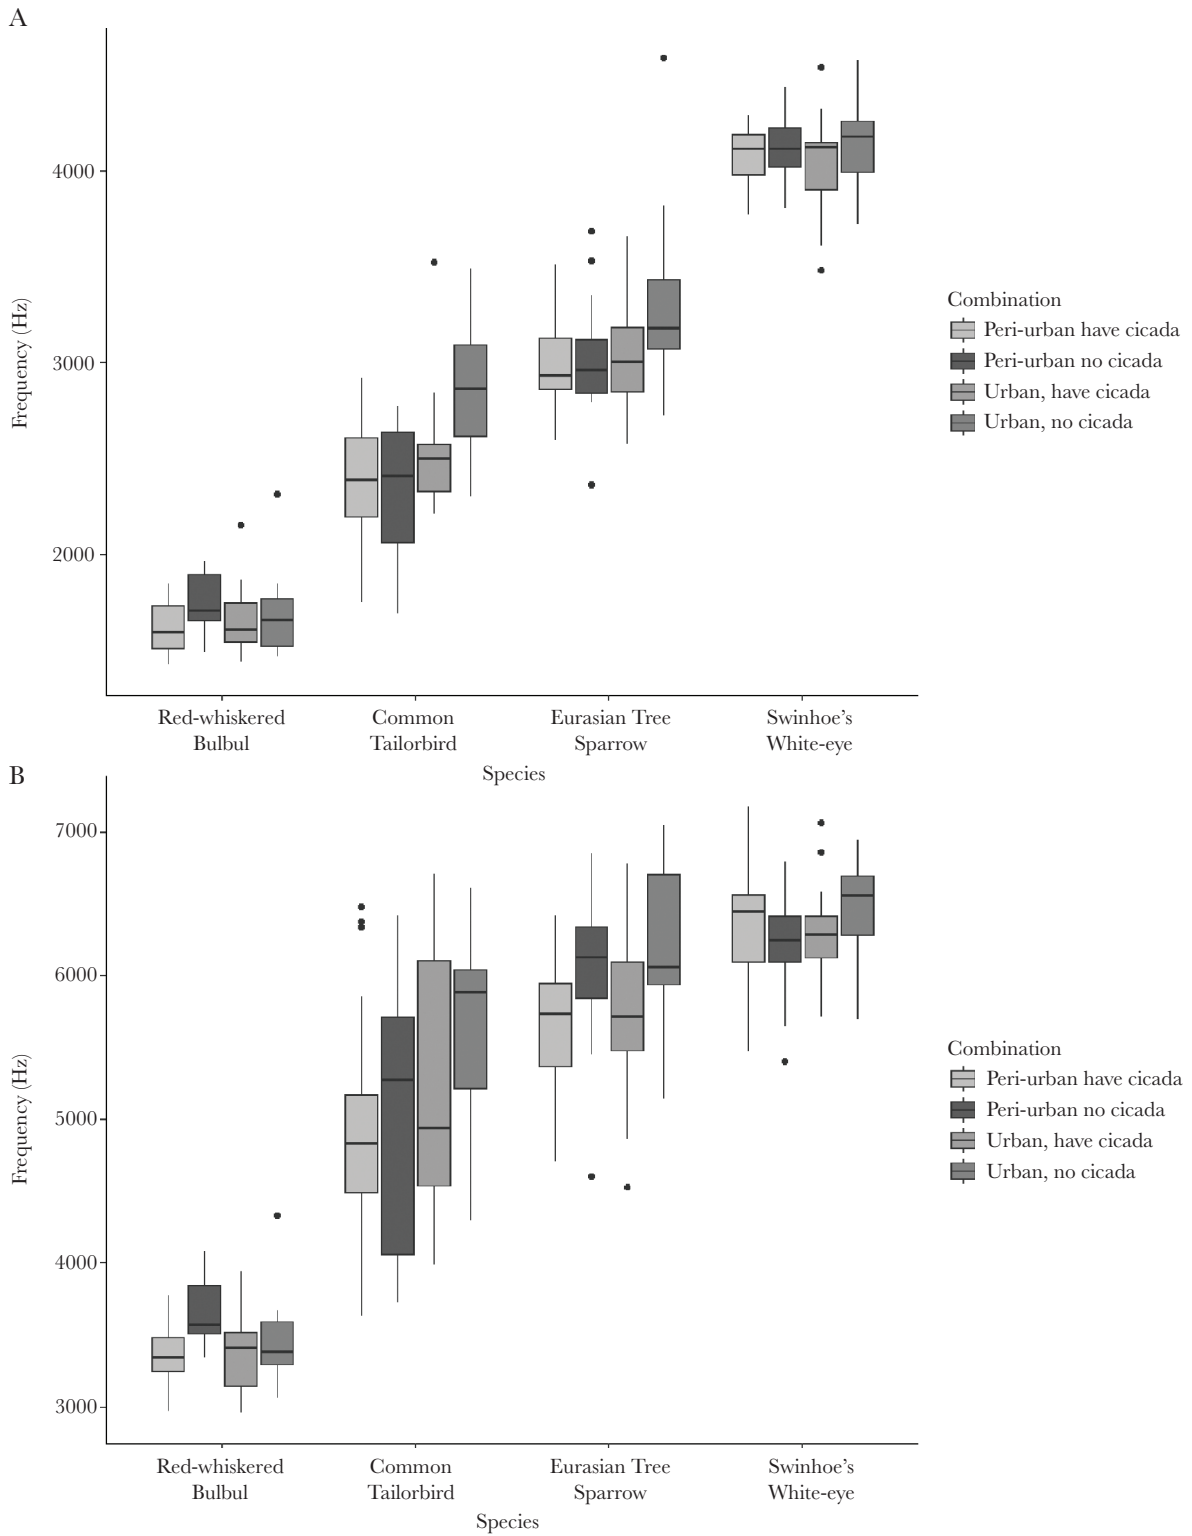 A
4000
3000
2000
Frequency (Hz)
Red-whiskered
Bulbul
Common
Tailorbird
Eurasian Tree
Sparrow
Swinhoe's
White-eye
Species
Combination
Peri-urban have cicada
Peri-urban no cicada
Urban, have cicada
Urban, no cicada
B
7000
6000
5000
4000
3000
Frequency (Hz)
Red-whiskered
Bulbul
Common
Tailorbird
Eurasian Tree
Sparrow
Swinhoe's
White-eye
Species
Combination
Peri-urban have cicada
Peri-urban no cicada
Urban, have cicada
Urban, no cicada